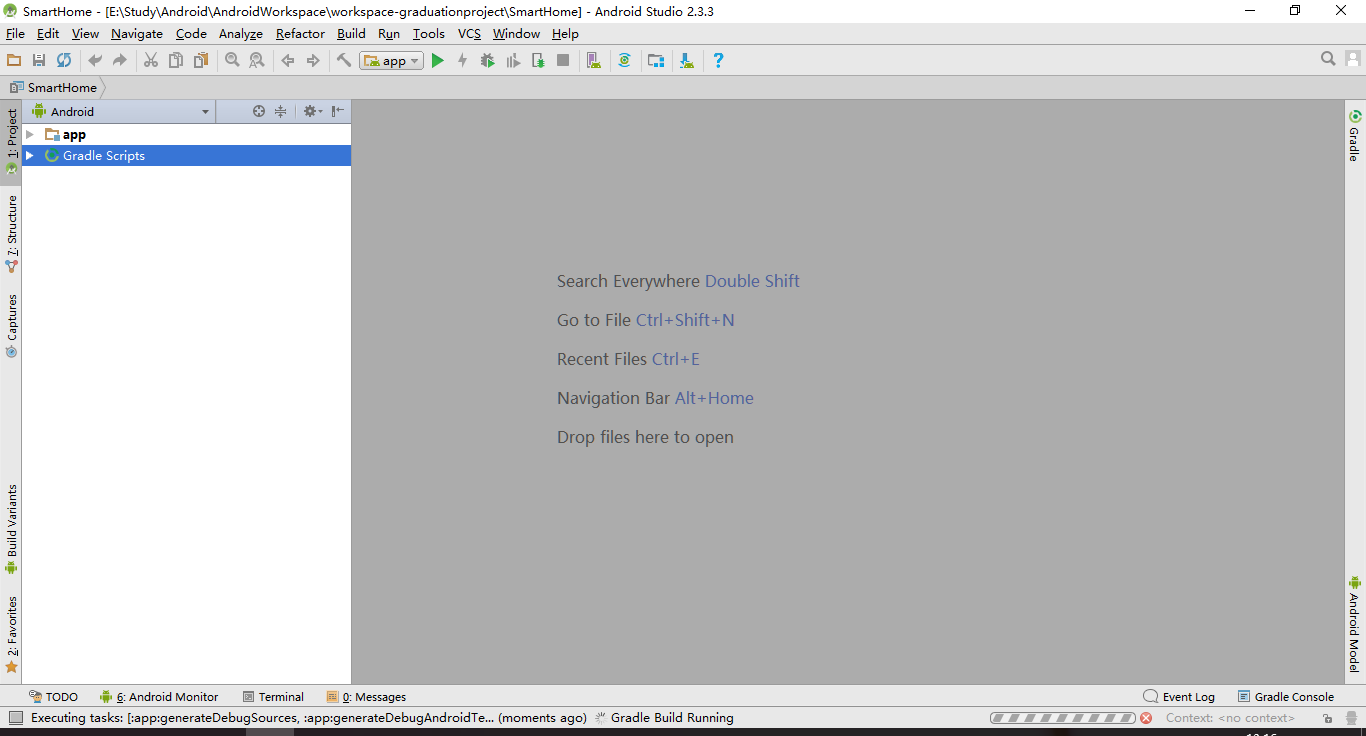 SmartHome - [E:\Study\Android\AndroidWorkspace\workspace-graduationproject\SmartHome] - Android Studio 2.3.3
File Edit View Navigate Code Analyze Refactor Build Run Tools VCS Window Help
app
SmartHome
Android
app
Gradle Scripts
1: Project
7: Structure
Captures
Build Variants
2: Favorites
Search Everywhere Double Shift
Go to File Ctrl+Shift+N
Recent Files Ctrl+E
Navigation Bar Alt+Home
Drop files here to open
Gradle
Android Model
TODO 6: Android Monitor Terminal 0: Messages Event Log Gradle Console
Executing tasks: [:app:generateDebugSources, :app:generateDebugAndroidTe... (moments ago) Gradle Build Running Context: <no context>